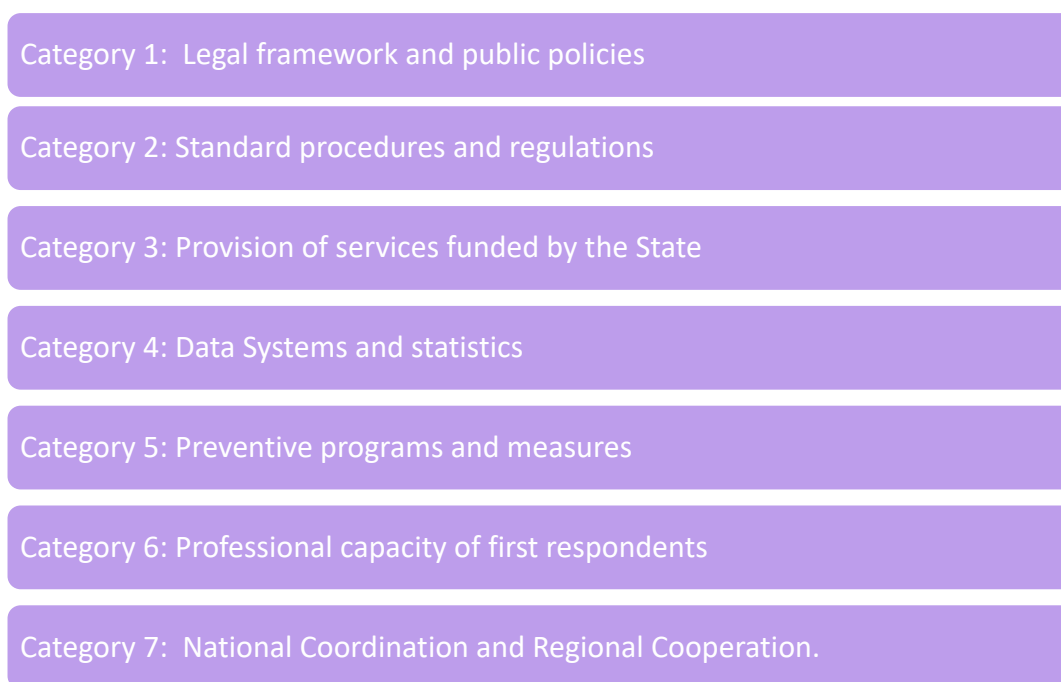 Category 1:  Legal framework and public policies
Category 2: Standard procedures and regulations
Category 3: Provision of services funded by the State
Category 4: Data Systems and statistics
Category 5: Preventive programs and measures
Category 6: Professional capacity of first respondents
Category 7:  National Coordination and Regional Cooperation.